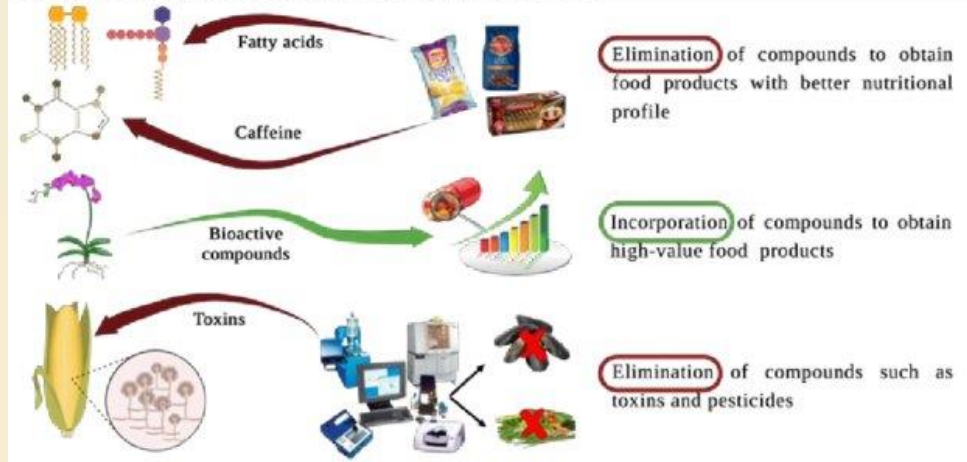 Fatty acids
Elimination of compounds to obtain
food products with better nutritional
profile
Caffeine
Bioactive
compounds
Incorporation of compounds to obtain
high-value food products
Toxins
Elimination of compounds such as
toxins and pesticides